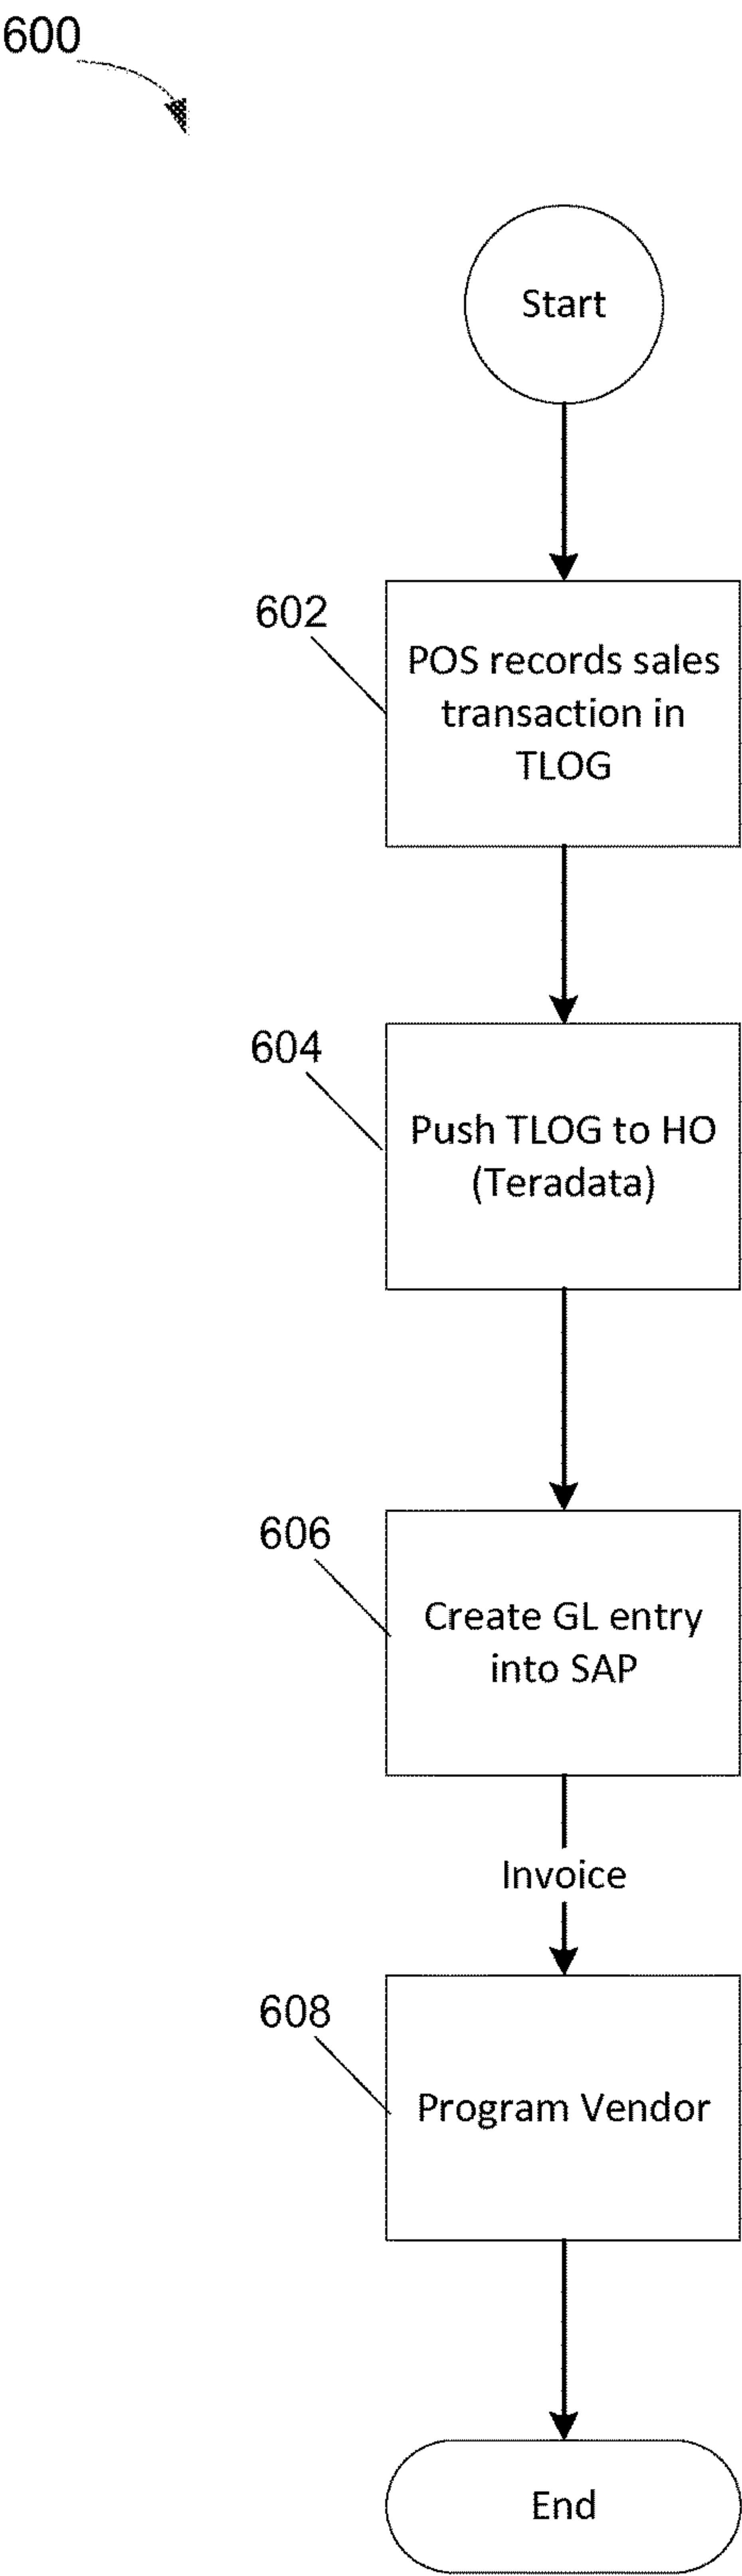 600
Start
602
POS records sales
transaction in
TLOG
604
Push TLOG to HO
(Teradata)
606
Create GL entry
into SAP
Invoice
608
Program Vendor
End